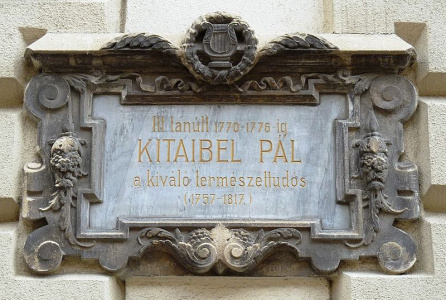 Itt tanult 1770-1776 ig
KITAIBEL PÁL
a kiváló természettudós
(1757-1817.)